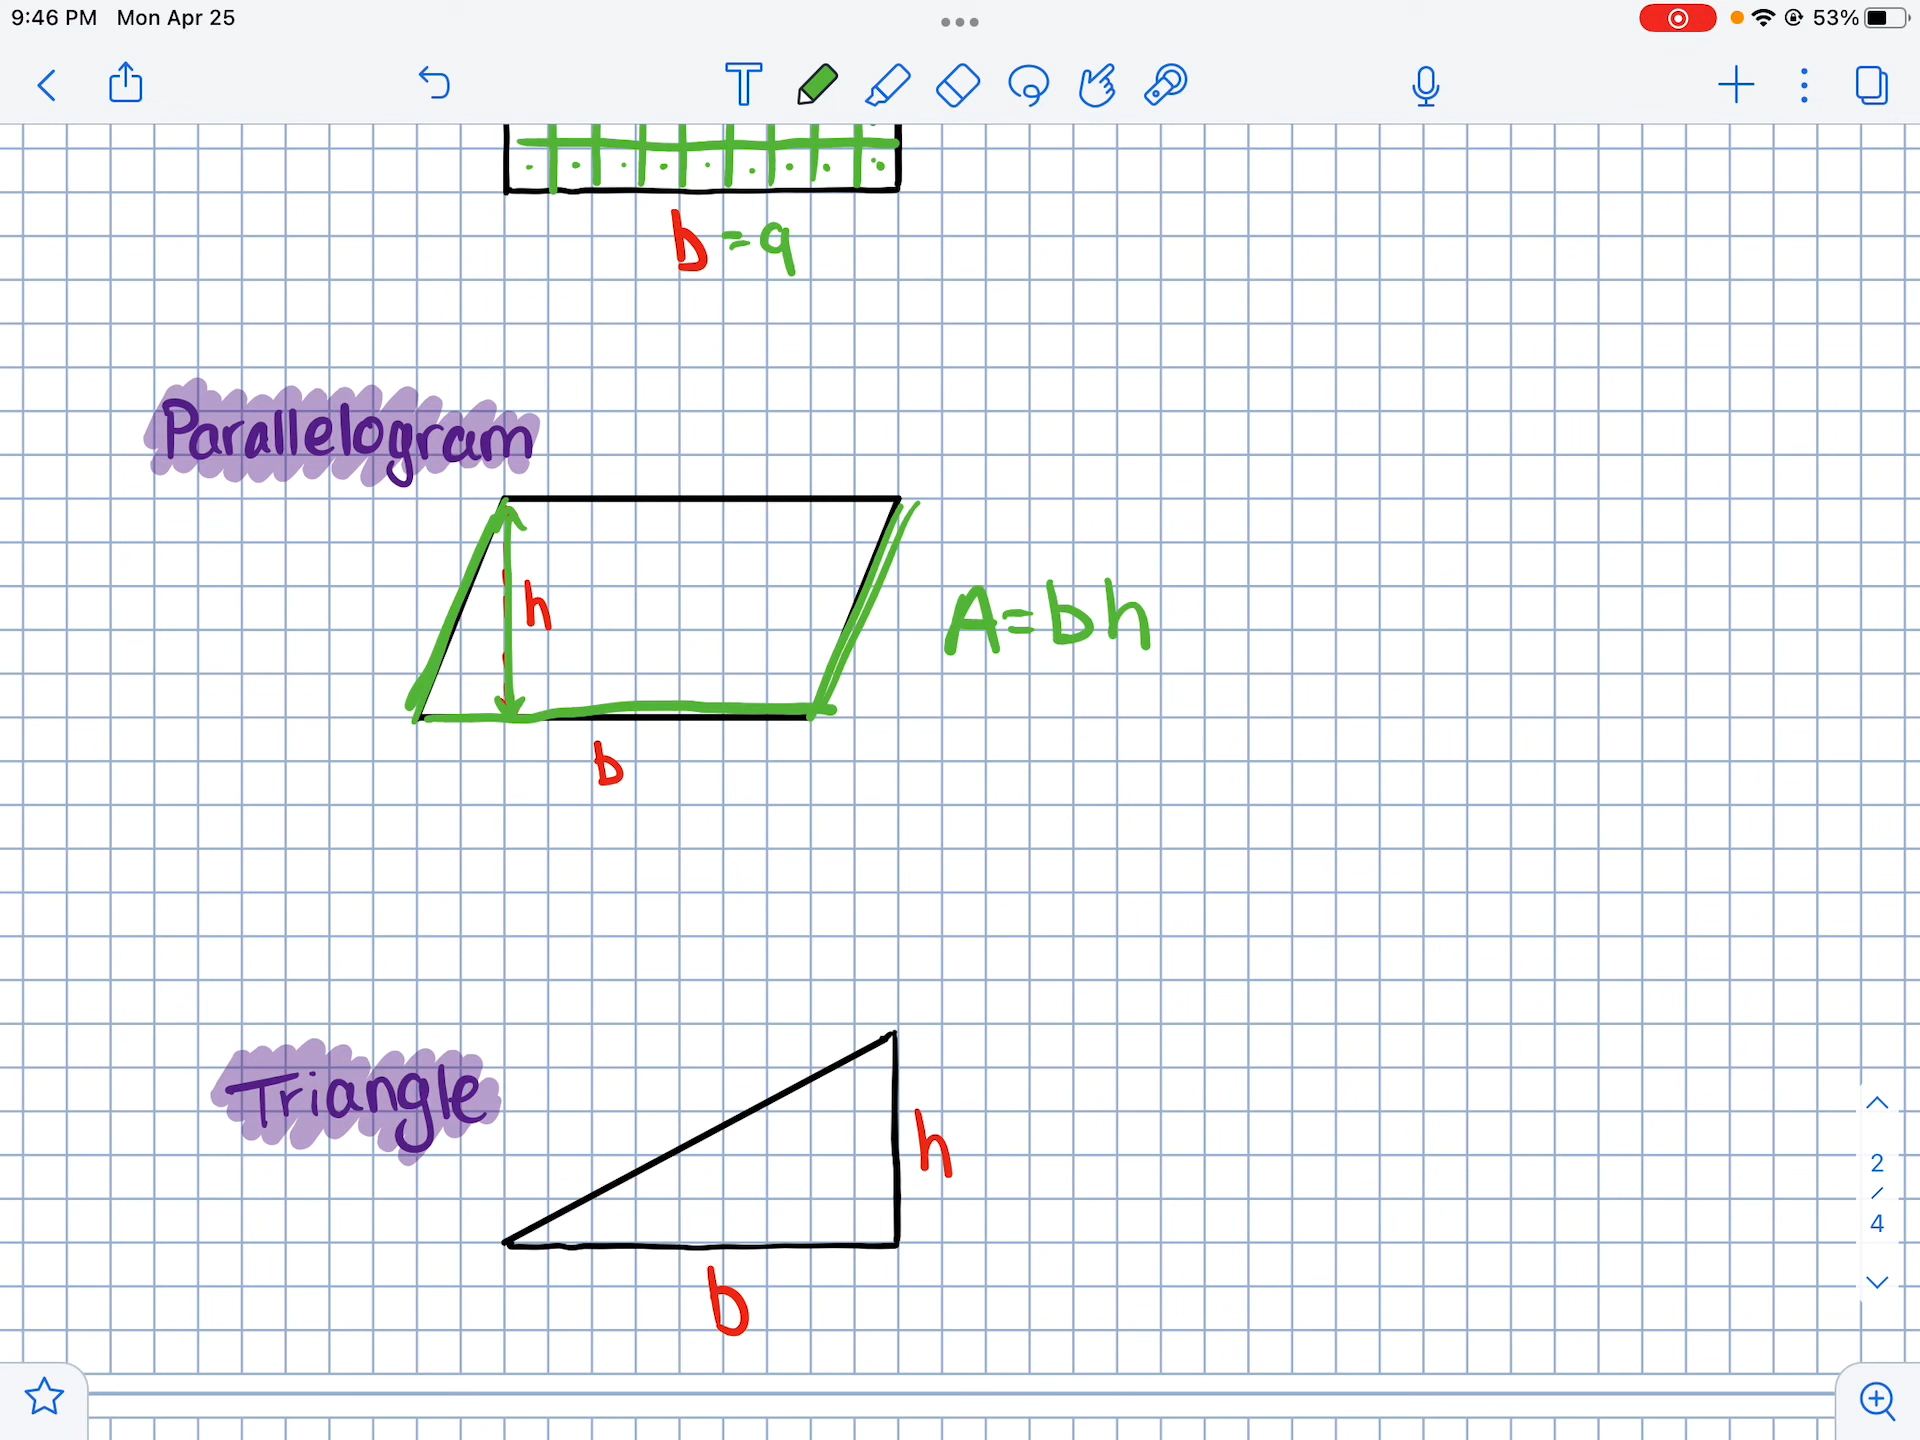 9:46 PM Mon Apr 25
53%
T
b = 9
Parallelogram
h
A=bh
b
Triangle
h
b
2
/
4